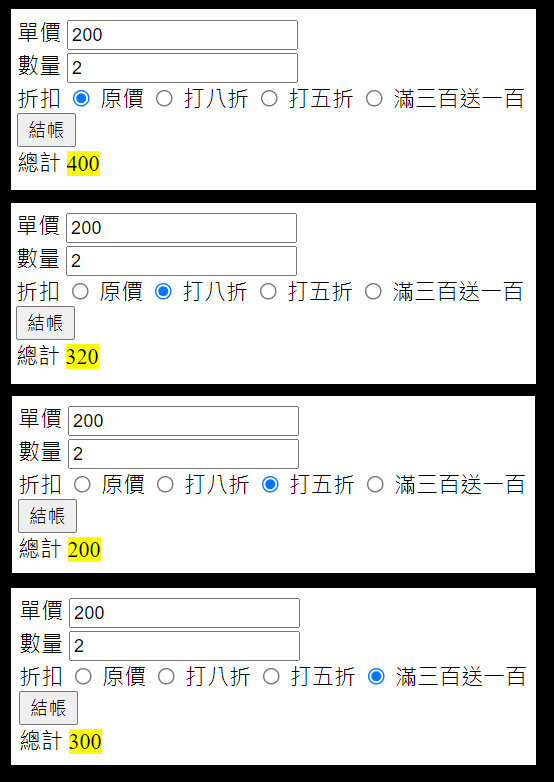 單價 200
數量 2
折扣 原價 打八折 打五折 滿三百送一百
結帳
總計 400
單價 200
數量 2
折扣 原價 打八折 打五折 滿三百送一百
結帳
總計 320
單價 200
數量 2
折扣 原價 打八折 打五折 滿三百送一百
結帳
總計 200
單價 200
數量 2
折扣 原價 打八折 打五折 滿三百送一百
結帳
總計 300